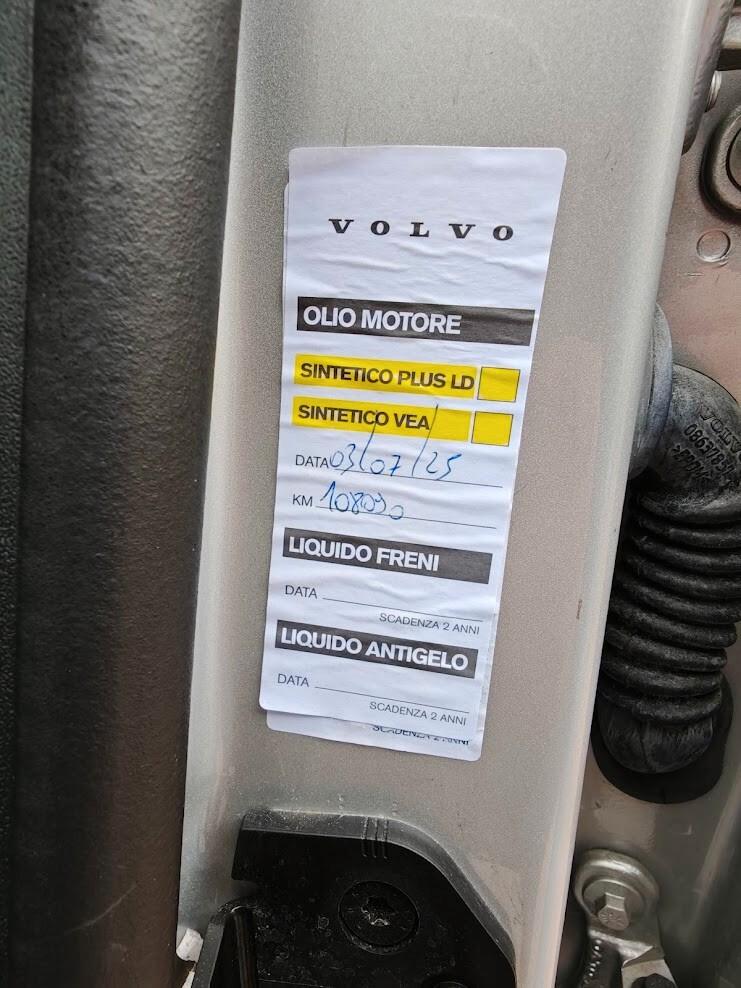 VOLVO
OLIO MOTORE
SINTETICO PLUS LD
SINTETICO VEA
DATA 03/07/25
KM 108090
LIQUIDO FRENI
DATA
SCADENZA 2 ANNI
LIQUIDO ANTIGELO
DATA
SCADENZA 2 ANNI
SCADENZA 2 ANNI